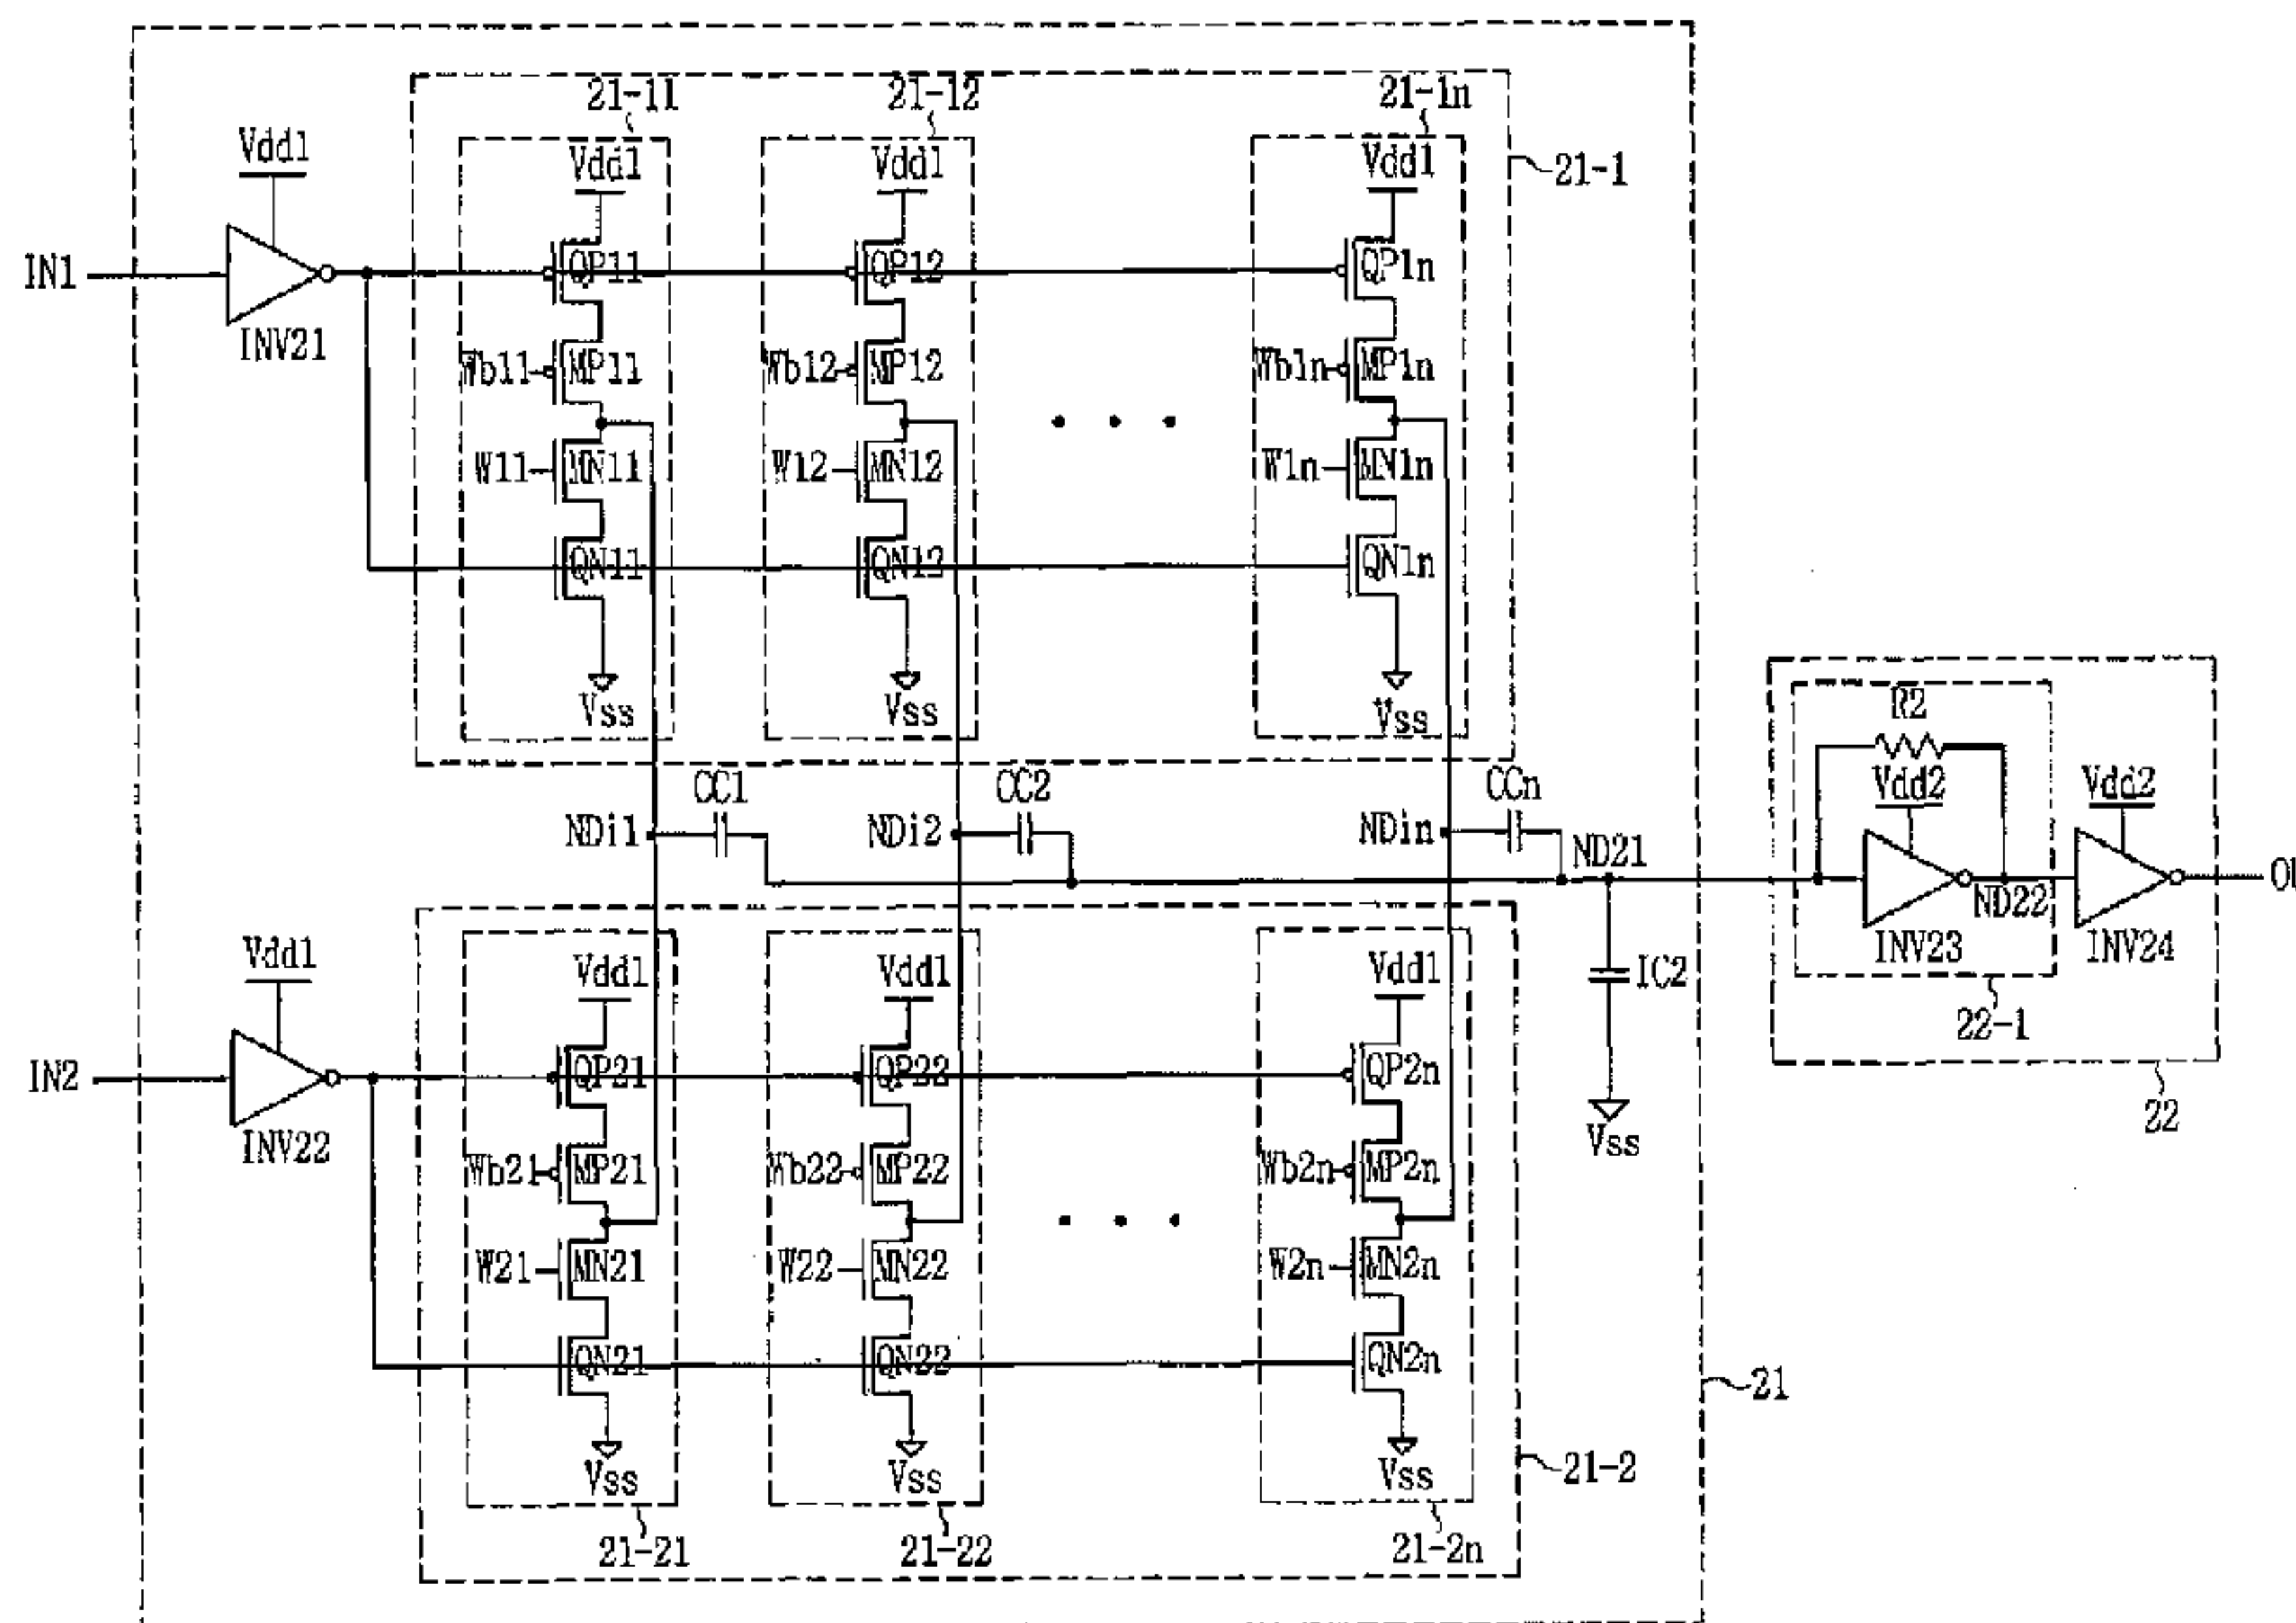 21-11
21-12
21-1n
Vdd1
Vdd1
Vdd1
Vdd1
21-1
IN1
QP11
QP12
QP1n
INV21
Wb11
MP11
Wb12
MP12
Wb1n
MP1n
W11
MN11
W12
MN12
W1n
MN1n
QN11
QN12
QN1n
Vss
Vss
Vss
R2
CC1
CC2
CCn
Vdd2
Vdd2
NDi1
NDi2
NDin
ND21
ND22
INV23
INV24
Vdd1
Vdd1
Vdd1
Vdd1
IC2
22-1
IN2
QP21
QP22
QP2n
22
INV22
Vss
Wb21
MP21
Wb22
MP22
Wb2n
MP2n
W21
MN21
W22
MN22
W2n
MN2n
QN21
QN22
QN2n
21
Vss
Vss
Vss
21-2
21-21
21-22
21-2n